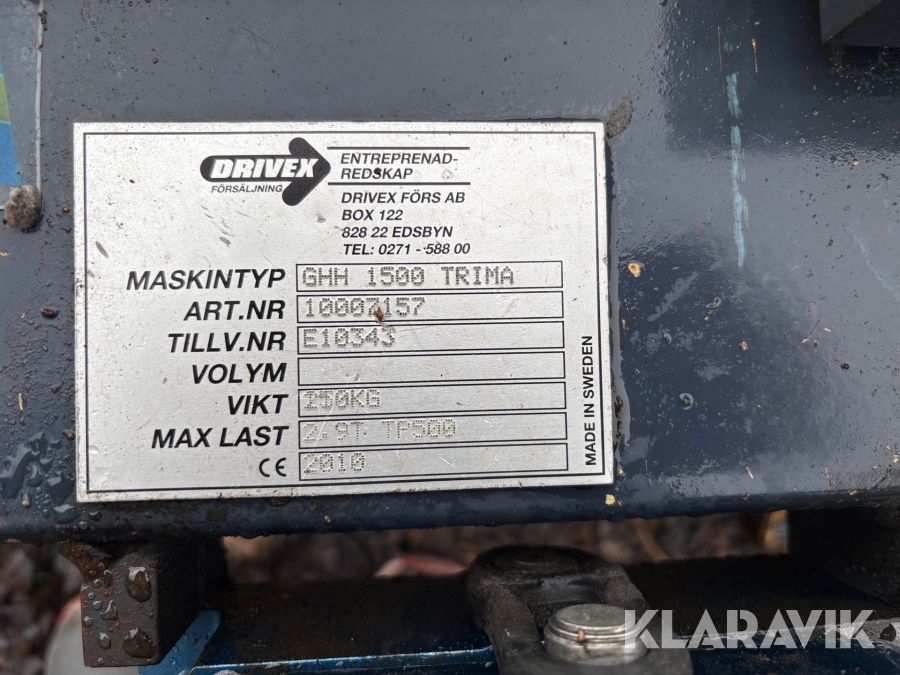 DRIVEX
FÖRSÄLJNING
ENTREPRENAD-
REDSKAP
DRIVEX FÖRS AB
BOX 122
828 22 EDSBYN
TEL: 0271 - 588 00
MASKINTYP GHH 1500 TRIMA
ART.NR 10007157
TILLV.NR E10343
VOLYM
VIKT 250KG
MAX LAST 2.9T TP500
CE 2010
MADE IN SWEDEN
KLARAVIK